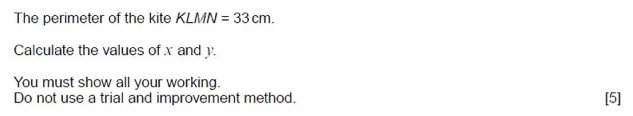 The perimeter of the kite KLMN = 33 cm.
Calculate the values of x and y.
You must show all your working.
Do not use a trial and improvement method. [5]